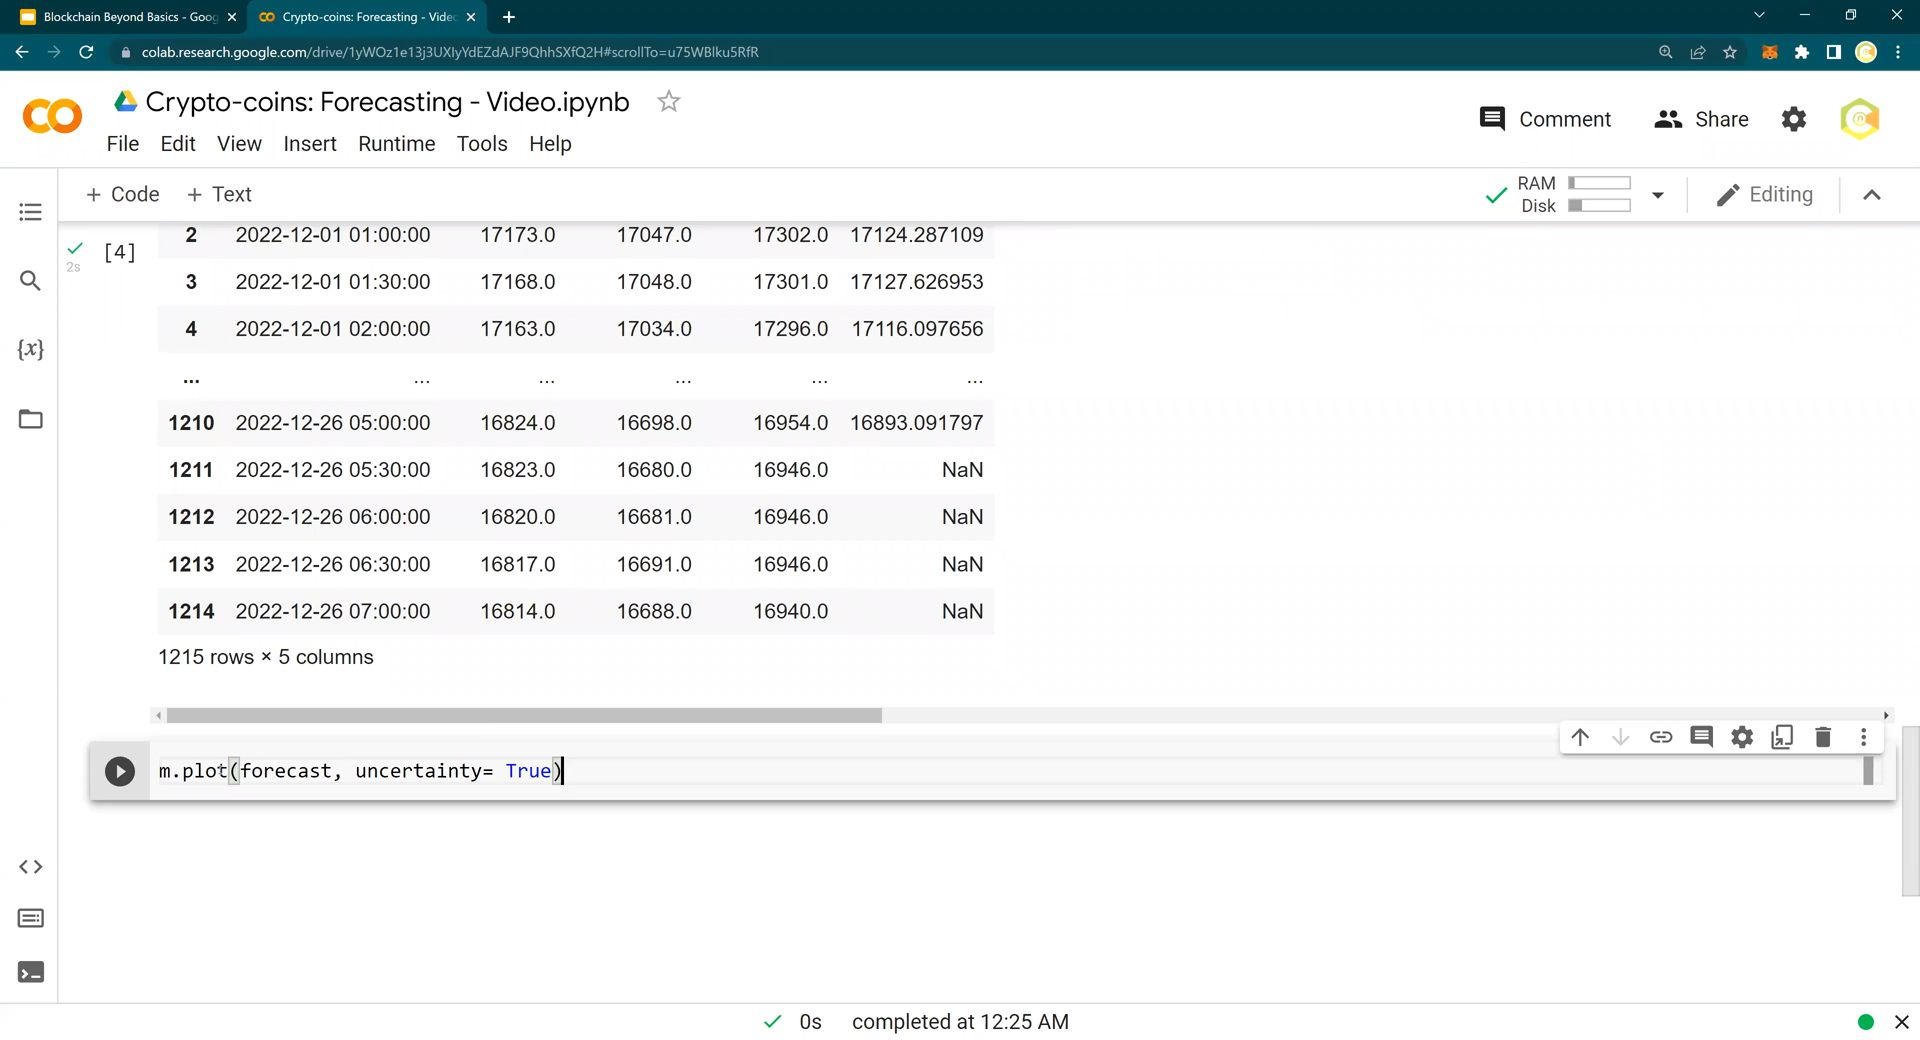 Blockchain Beyond Basics - Goog
Crypto-coins: Forecasting - Video
colab.research.google.com/drive/1yWOz1e13j3UXIyYdEZdAJF9QhhSXfQ2H#scrollTo=u75WBIku5RfR
Crypto-coins: Forecasting - Video.ipynb
Comment
Share
File Edit View Insert Runtime Tools Help
+ Code + Text
RAM
Disk
Editing
[4]
2s
2 2022-12-01 01:00:00 17173.0 17047.0 17302.0 17124.287109
3 2022-12-01 01:30:00 17168.0 17048.0 17301.0 17127.626953
4 2022-12-01 02:00:00 17163.0 17034.0 17296.0 17116.097656
... ... ... ... ... ...
1210 2022-12-26 05:00:00 16824.0 16698.0 16954.0 16893.091797
1211 2022-12-26 05:30:00 16823.0 16680.0 16946.0 NaN
1212 2022-12-26 06:00:00 16820.0 16681.0 16946.0 NaN
1213 2022-12-26 06:30:00 16817.0 16691.0 16946.0 NaN
1214 2022-12-26 07:00:00 16814.0 16688.0 16940.0 NaN
1215 rows × 5 columns
m.plot(forecast, uncertainty= True)
0s completed at 12:25 AM